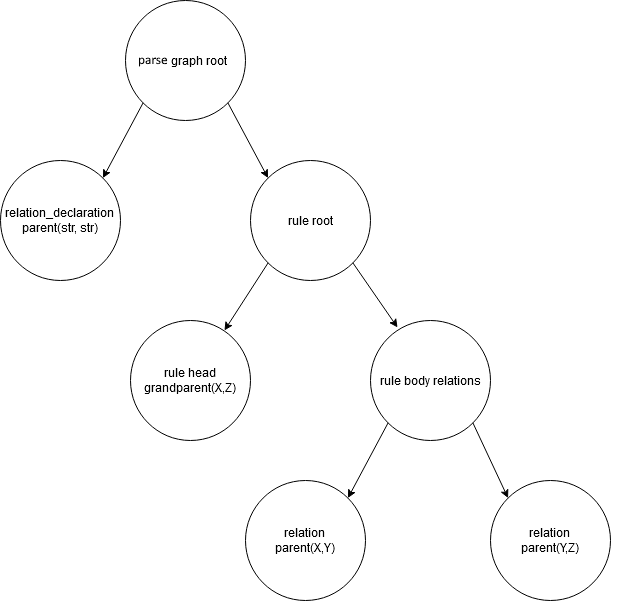 parse graph root
relation_declaration
parent(str, str)
rule root
rule head
grandparent(X,Z)
rule body relations
relation
parent(X,Y)
relation
parent(Y,Z)